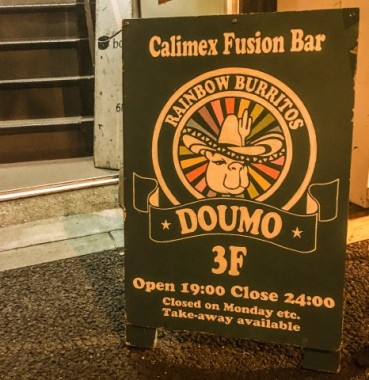 Calimex Fusion Bar
RAINBOW BURRITOS
DOUMO
3F
Open 19:00 Close 24:00
Closed on Monday etc.
Take-away available